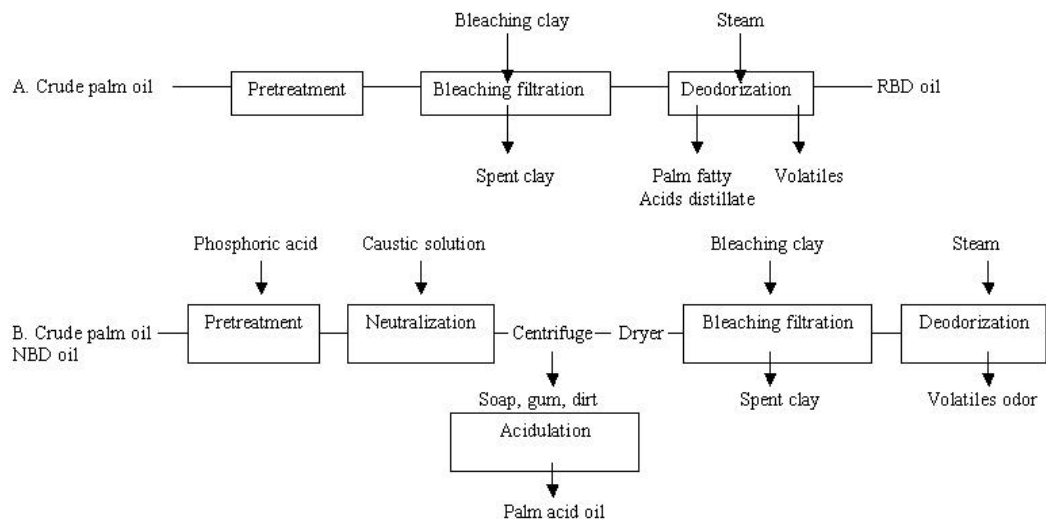 Bleaching clay
Steam
A. Crude palm oil
Pretreatment
Bleaching filtration
Deodorization
RBD oil
Spent clay
Palm fatty
Acids distillate
Volatiles
Phosphoric acid
Caustic solution
Bleaching clay
Steam
B. Crude palm oil
NBD oil
Pretreatment
Neutralization
Centrifuge
Dryer
Bleaching filtration
Deodorization
Soap, gum, dirt
Spent clay
Volatiles odor
Acidulation
Palm acid oil